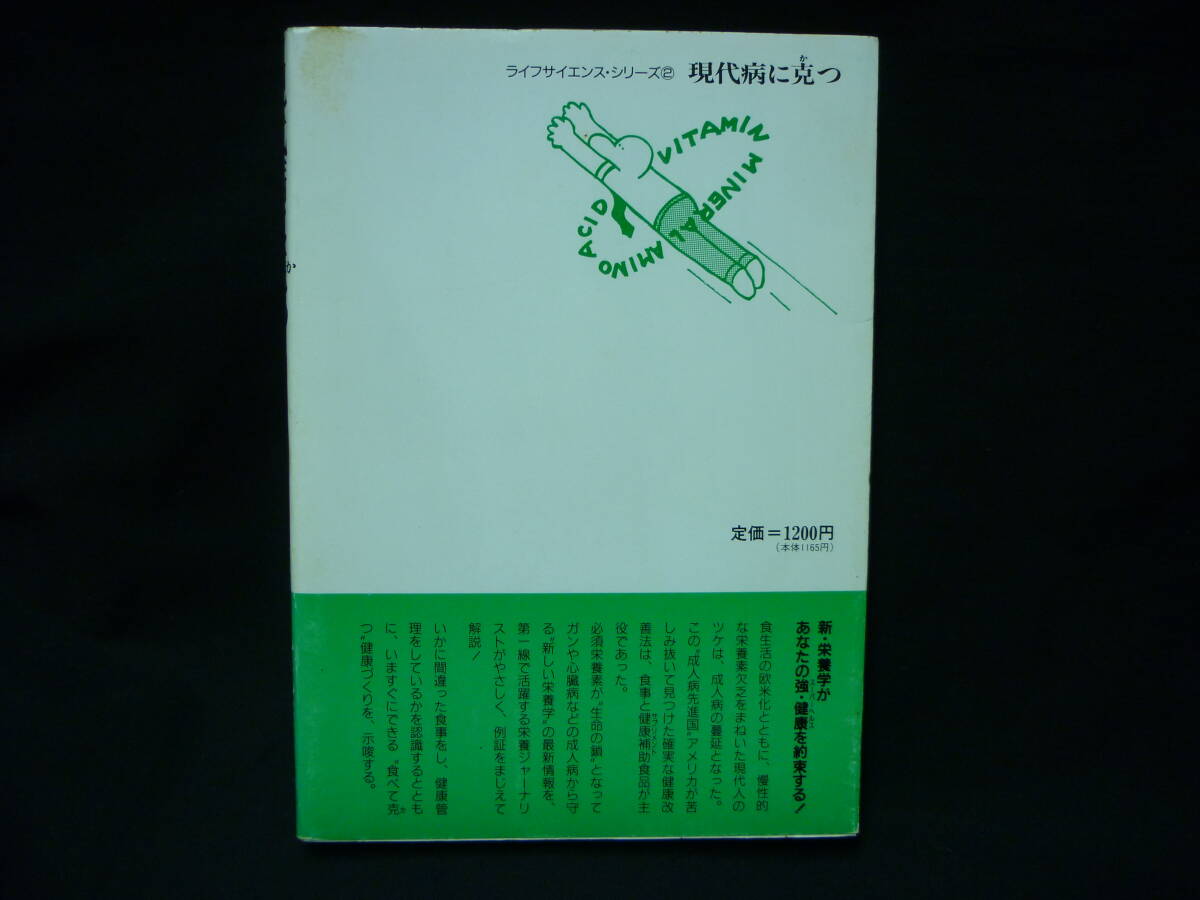 ライフサイエンス・シリーズ② 現代病に克つ
か
VITAMIN MINERAL AMINO ACID
定価＝1200円
（本体1165円）
新・栄養学が
あなたの強・健康を約束する！
食生活の欧米化とともに、慢性的
な栄養素欠乏をまねいた現代人の
ツケは、成人病の蔓延となった。
この〝成人病先進国〟アメリカが苦
しみ抜いて見つけた確実な健康改
善法は、食事と健康補助食品が主
サプリメント
役であった。
必須栄養素が〝生命の鎖〟となって
ガンや心臓病などの成人病から守
る〝新しい栄養学〟の最新情報を、
第一線で活躍する栄養ジャーナリ
ストがやさしく、例証をまじえて
解説！
いかに間違った食事をし、健康管
理をしているかを認識するととも
に、いますぐにできる〝食べて克
か
つ〟健康づくりを、示唆する。